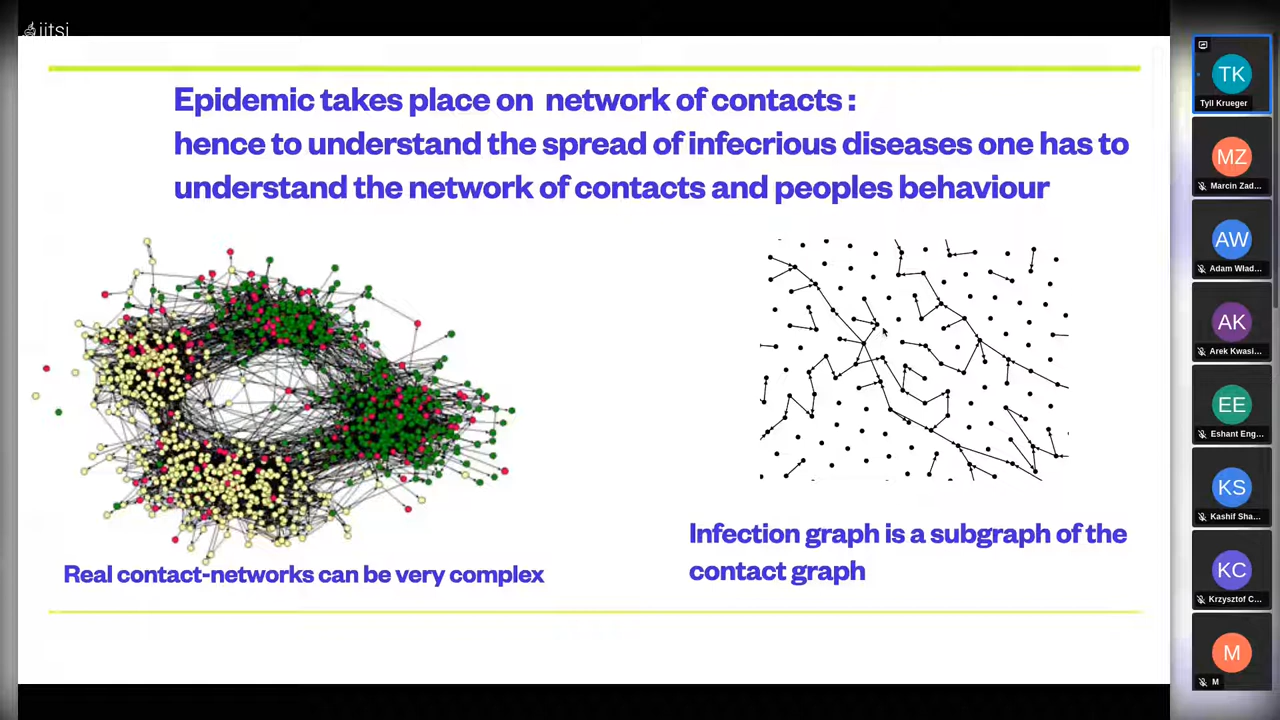 jitsi
Epidemic takes place on network of contacts :
hence to understand the spread of infecrious diseases one has to
understand the network of contacts and peoples behaviour
Real contact-networks can be very complex
Infection graph is a subgraph of the
contact graph
TK
Tyll Krueger
MZ
Marcin Zad...
AW
Adam Wład...
AK
Arek Kwasi...
EE
Eshant Eng...
KS
Kashif Sha...
KC
Krzysztof C...
M
M